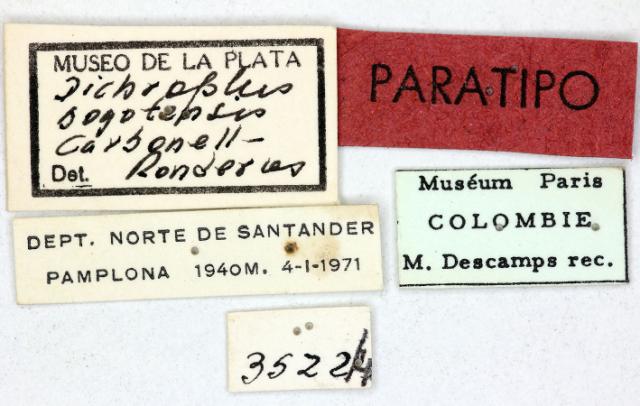 MUSEO DE LA PLATA
Dichroplus
bogotensis
Carbonell-
Det. Ronderos
PARATIPO
DEPT. NORTE DE SANTANDER
PAMPLONA 1940M. 4-I-1971
Muséum Paris
COLOMBIE
M. Descamps rec.
3522/4